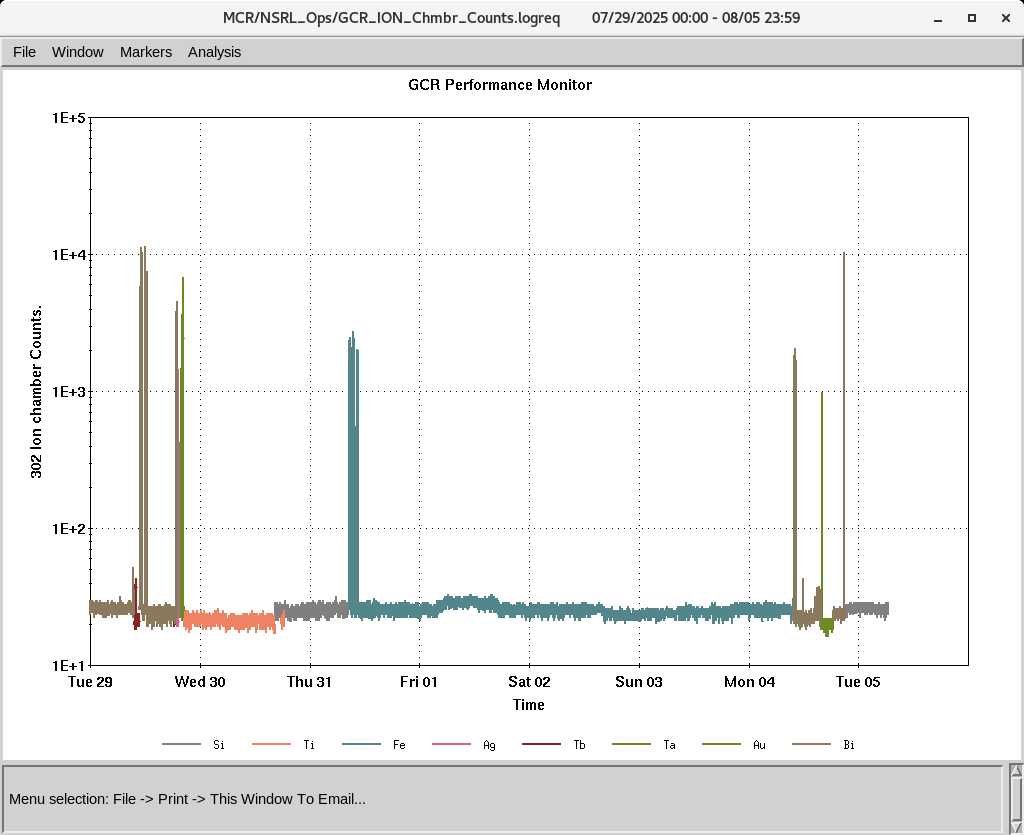 MCR/NSRL_Ops/GCR_ION_Chmbr_Counts.logreq 07/29/2025 00:00 - 08/05 23:59
File Window Markers Analysis
GCR Performance Monitor
1E+5
1E+4
1E+3
1E+2
1E+1
302 Ion chamber Counts.
Tue 29 Wed 30 Thu 31 Fri 01 Sat 02 Sun 03 Mon 04 Tue 05
Time
Si Ti Fe Ag Tb Ta Au Bi
Menu selection: File -> Print -> This Window To Email...